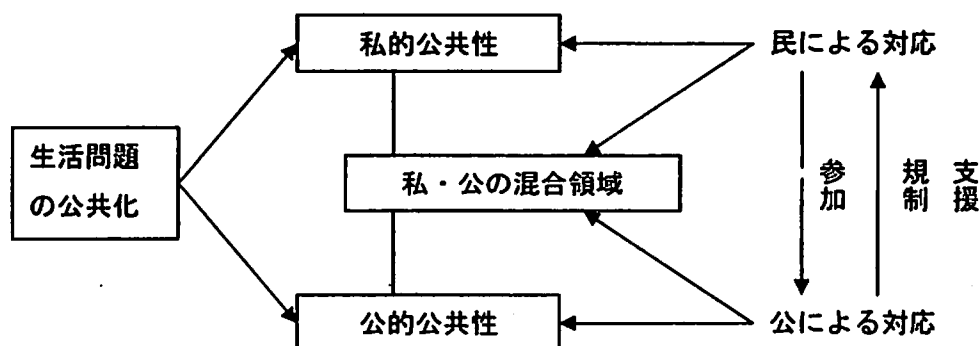 私的公共性
民による対応
生活問題
の公共化
私・公の混合領域
参加
規制
支援
公的公共性
公による対応